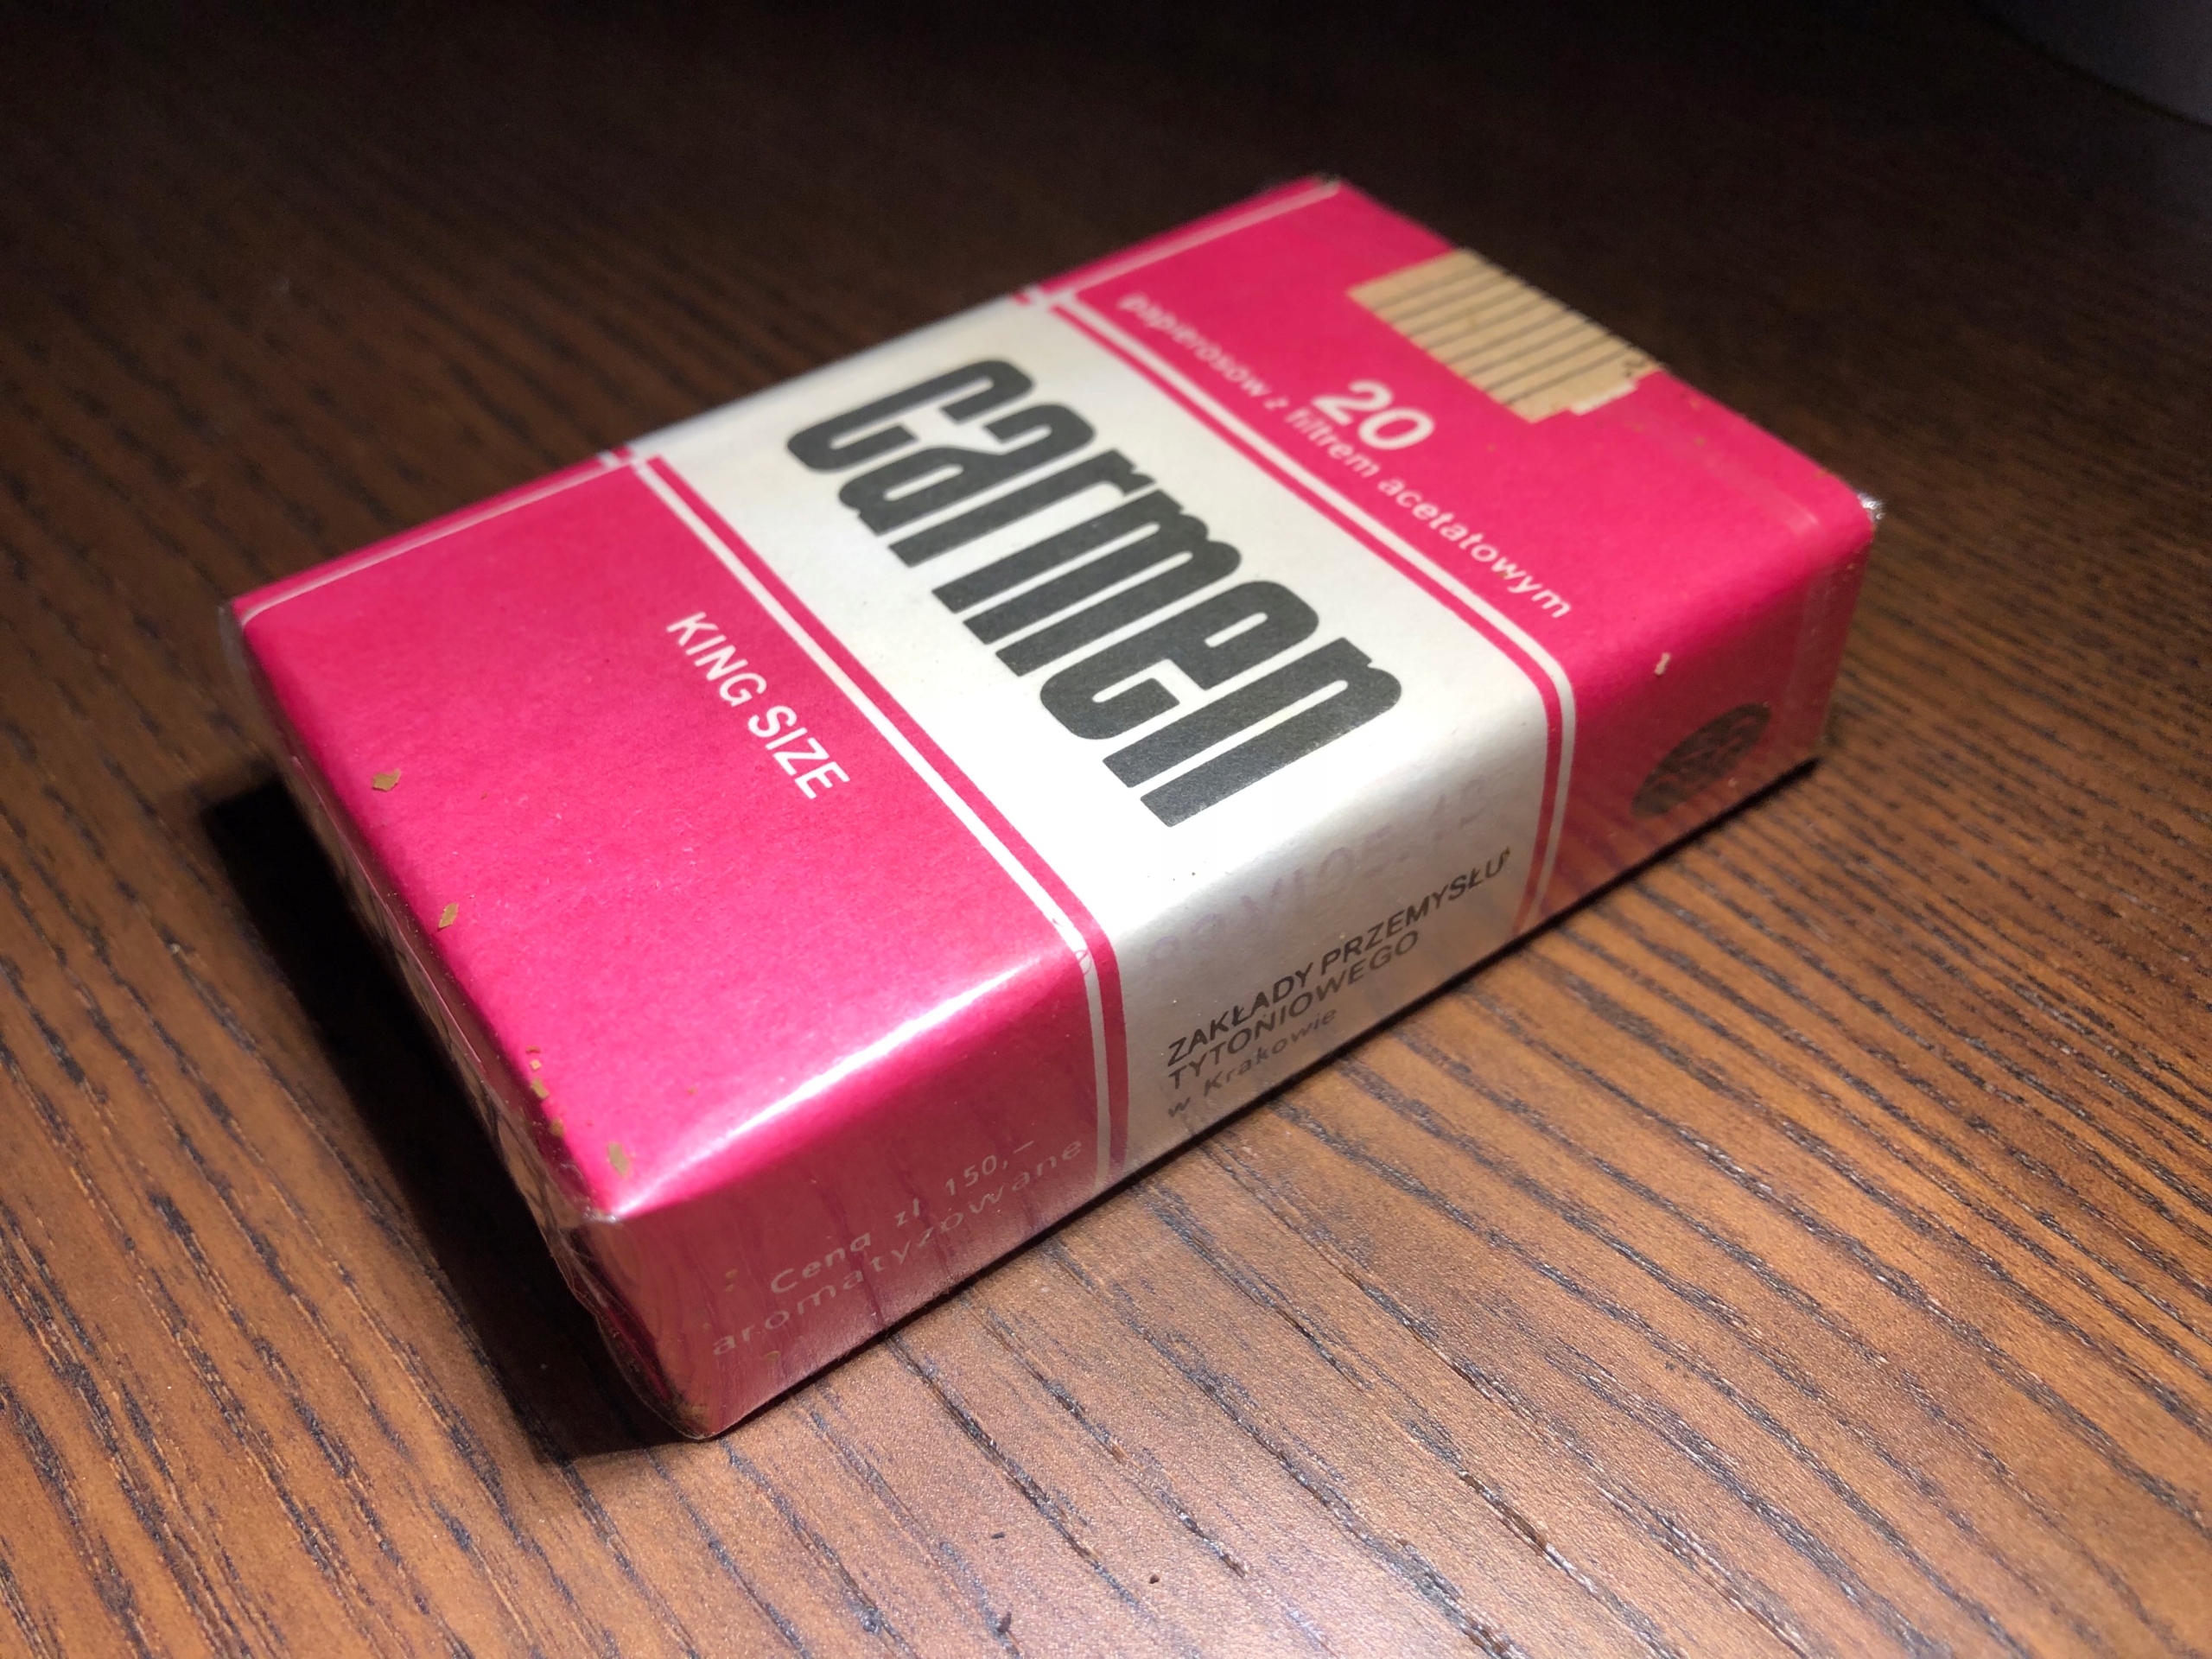 20
papierosów z filtrem acetatowym
carmen
KING SIZE
ZAKŁADY PRZEMYSŁU
TYTONIOWEGO
w Krakowie
Cena zł 150,—
aromatyzowane